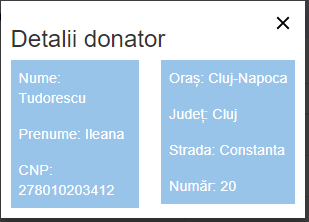 Detalii donator
Nume:
Tudorescu
Prenume: Ileana
CNP:
278010203412
Oraș: Cluj-Napoca
Județ: Cluj
Strada: Constanta
Număr: 20